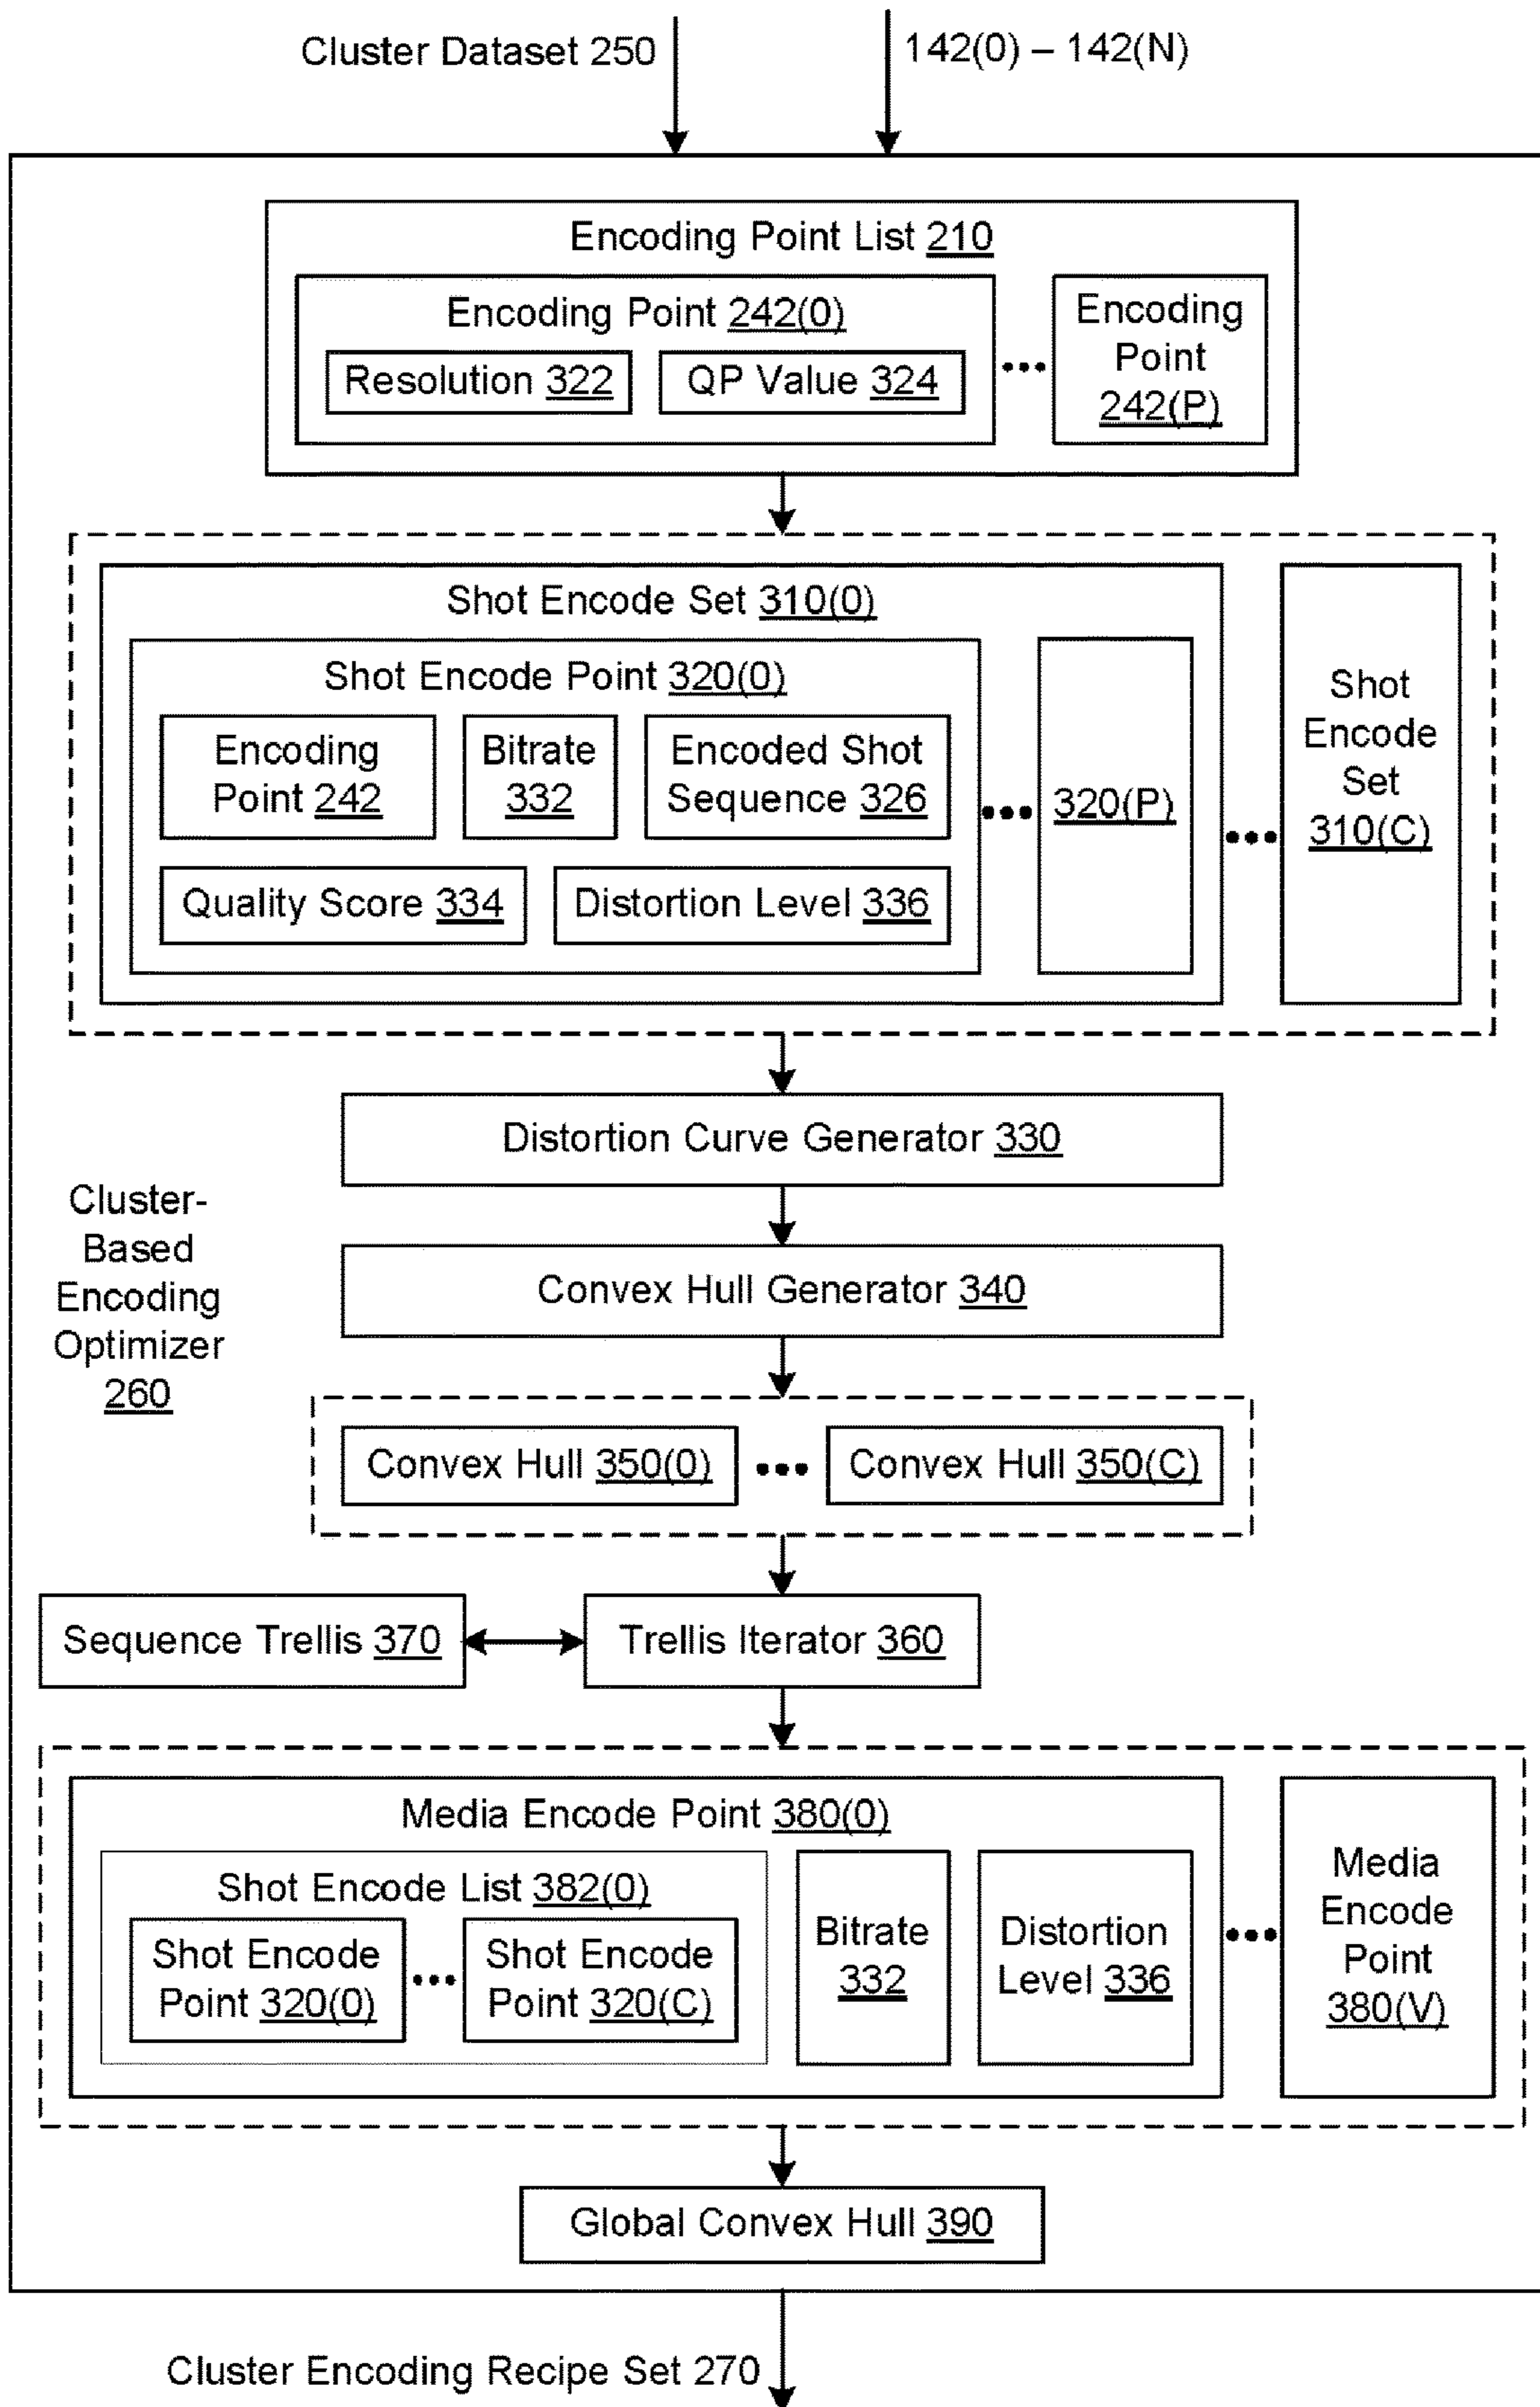 Cluster Dataset 250
142(0) – 142(N)
Encoding Point List 210
Encoding Point 242(0)
Resolution 322
QP Value 324
Encoding
Point
242(P)
Shot Encode Set 310(0)
Shot Encode Point 320(0)
Encoding
Point 242
Bitrate
332
Encoded Shot
Sequence 326
Quality Score 334
Distortion Level 336
320(P)
Shot
Encode
Set
310(C)
Distortion Curve Generator 330
Cluster-
Based
Encoding
Optimizer
260
Convex Hull Generator 340
Convex Hull 350(0)
Convex Hull 350(C)
Sequence Trellis 370
Trellis Iterator 360
Media Encode Point 380(0)
Shot Encode List 382(0)
Shot Encode
Point 320(0)
Shot Encode
Point 320(C)
Bitrate
332
Distortion
Level 336
Media
Encode
Point
380(V)
Global Convex Hull 390
Cluster Encoding Recipe Set 270